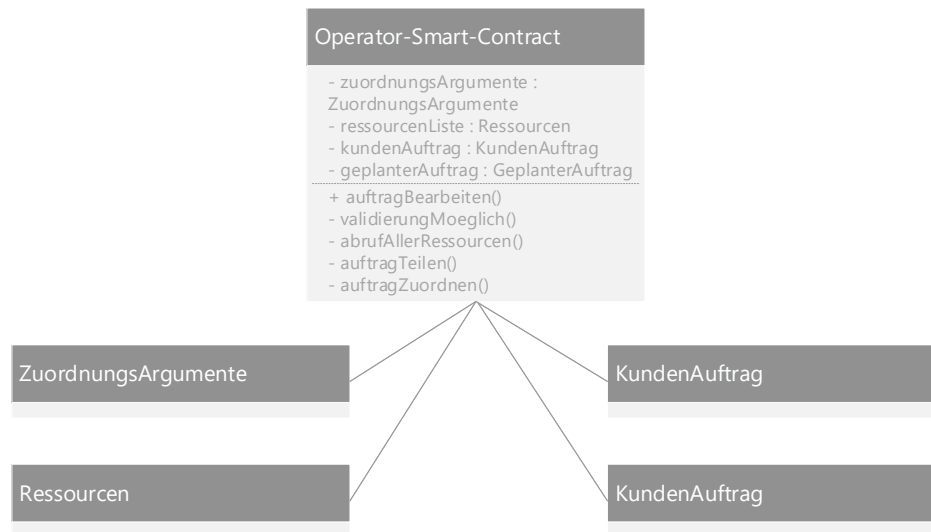 Operator-Smart-Contract
- zuordnungsArgumente :
ZuordnungsArgumente
- ressourcenListe : Ressourcen
- kundenAuftrag : KundenAuftrag
- geplanterAuftrag : GeplanterAuftrag
+ auftragBearbeiten()
- validierungMoeglich()
- abrufAllerRessourcen()
- auftragTeilen()
- auftragZuordnen()
ZuordnungsArgumente
KundenAuftrag
Ressourcen
KundenAuftrag